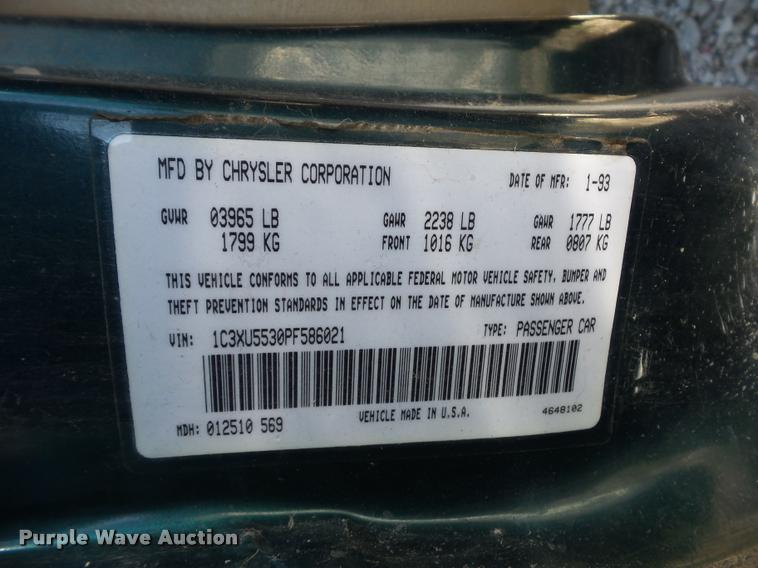 MFD BY CHRYSLER CORPORATION DATE OF MFR: 1-93
GVWR 03965 LB GAWR 2238 LB GAWR 1777 LB
1799 KG FRONT 1016 KG REAR 0807 KG
THIS VEHICLE CONFORMS TO ALL APPLICABLE FEDERAL MOTOR VEHICLE SAFETY, BUMPER AND
THEFT PREVENTION STANDARDS IN EFFECT ON THE DATE OF MANUFACTURE SHOWN ABOVE.
VIN: 1C3XU5530PF586021 TYPE: PASSENGER CAR
MDH: 012510 569 VEHICLE MADE IN U.S.A. 4648102
Purple Wave Auction